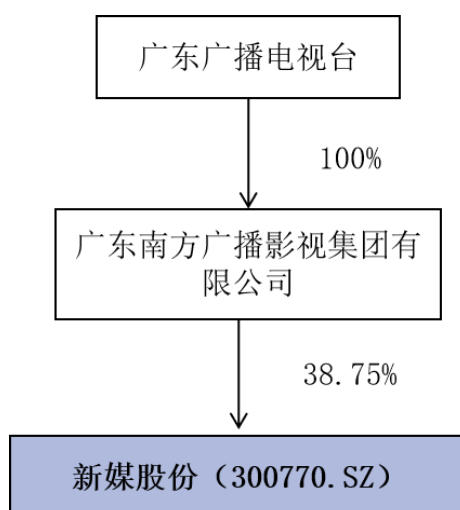 广东广播电视台
100%
广东南方广播影视集团有
限公司
38.75%
新媒股份（300770.SZ）